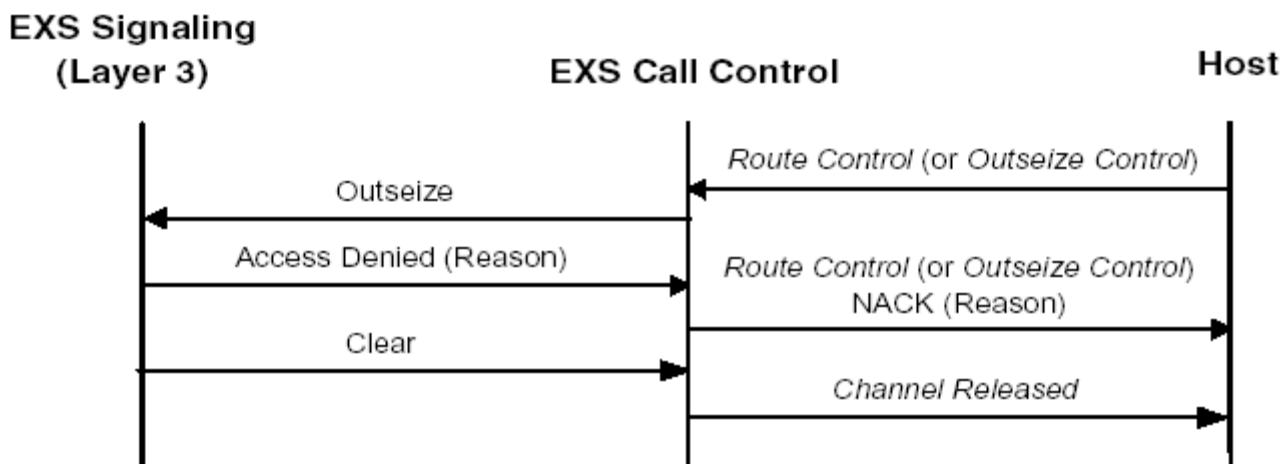 EXS Signaling
(Layer 3)
EXS Call Control
Host
Route Control (or Outseize Control)
Outseize
Access Denied (Reason)
Route Control (or Outseize Control)
NACK (Reason)
Clear
Channel Released